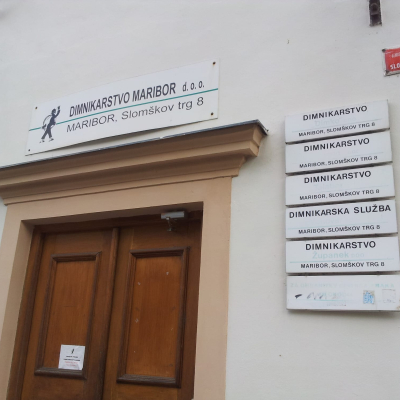 DIMNIKARSTVO MARIBOR d.o.o.
MARIBOR, Slomškov trg 8
DIMNIKARSTVO
MARIBOR, SLOMŠKOV TRG 8
DIMNIKARSTVO
MARIBOR, SLOMŠKOV TRG 8
DIMNIKARSTVO
MARIBOR, SLOMŠKOV TRG 8
DIMNIKARSKA SLUŽBA
MARIBOR, SLOMŠKOV TRG 8
DIMNIKARSTVO
MARIBOR, SLOMŠKOV TRG 8